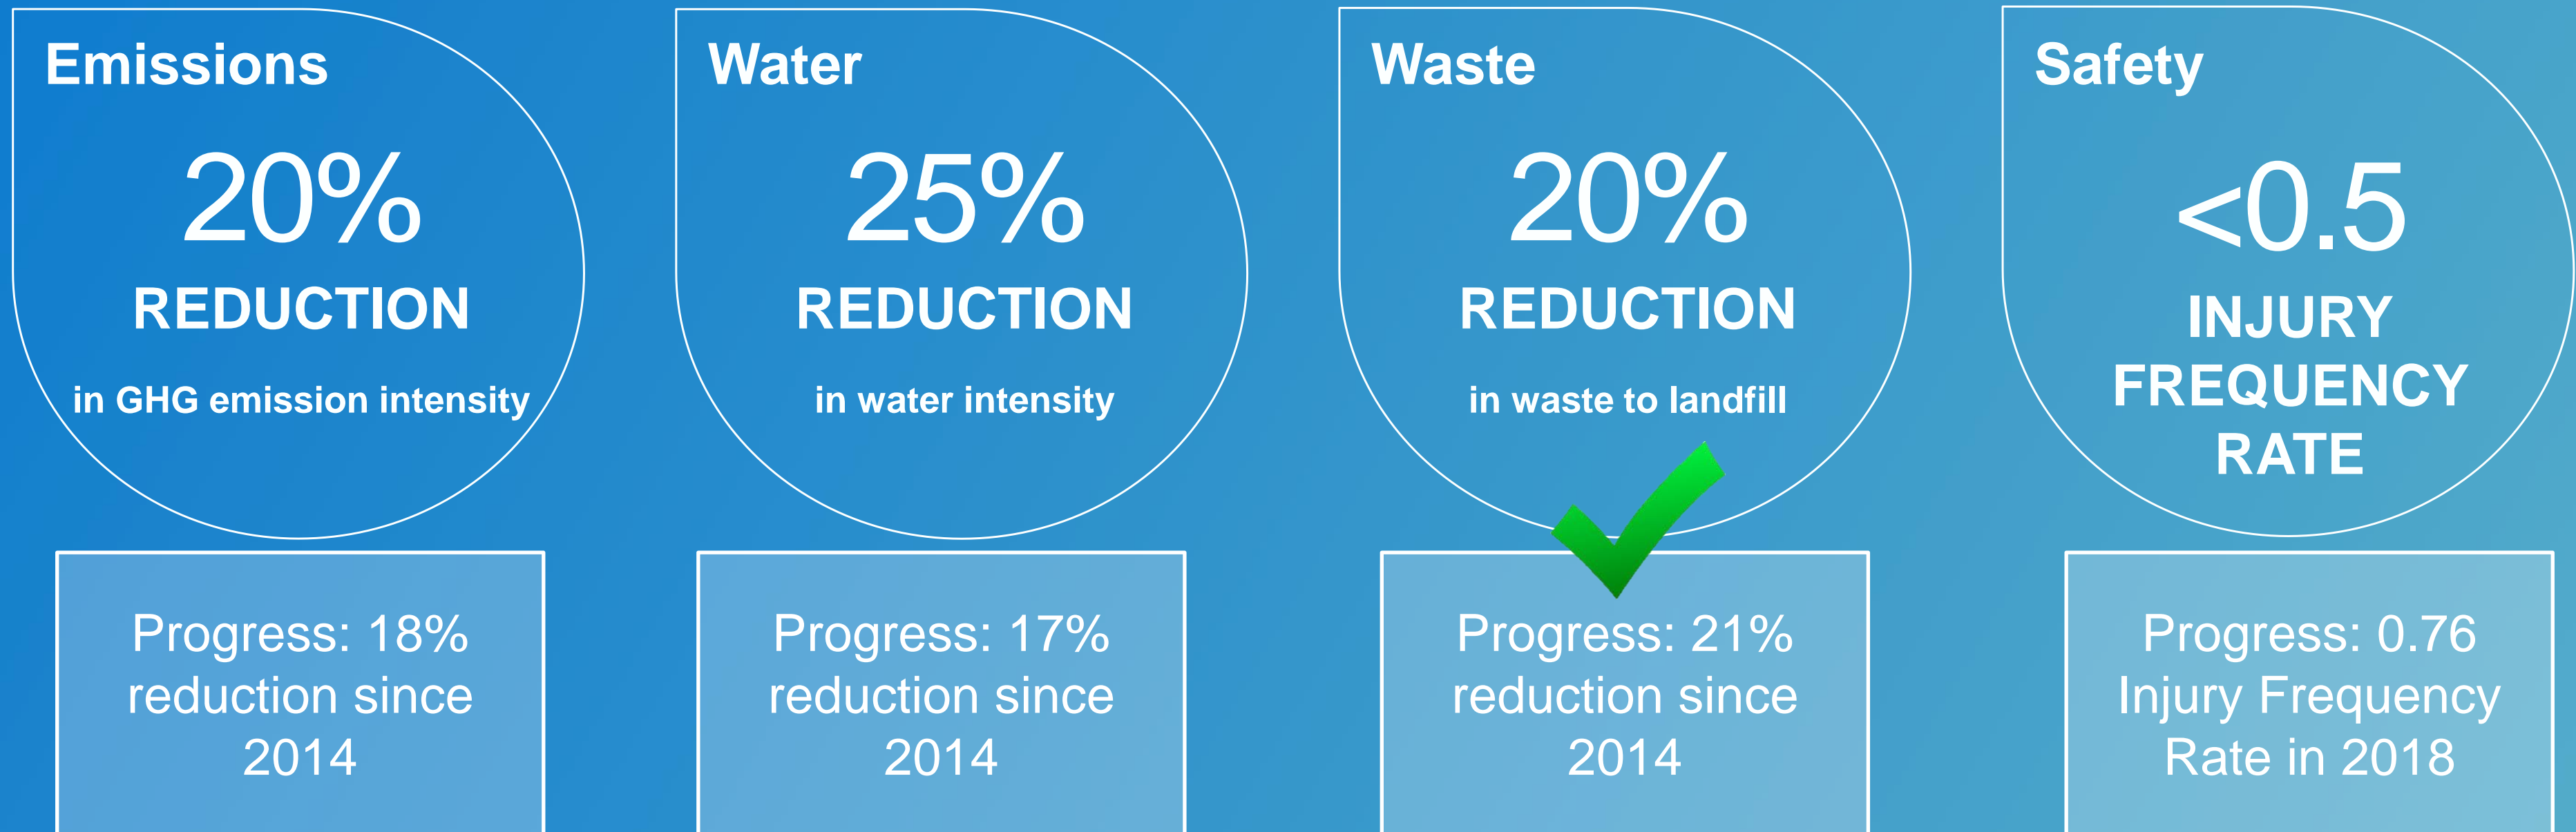 Emissions
20%
REDUCTION
in GHG emission intensity
Progress: 18%
reduction since
2014
Water
25%
REDUCTION
in water intensity
Progress: 17%
reduction since
2014
Waste
20%
REDUCTION
in waste to landfill
Progress: 21%
reduction since
2014
Safety
<0.5
INJURY
FREQUENCY
RATE
Progress: 0.76
Injury Frequency
Rate in 2018